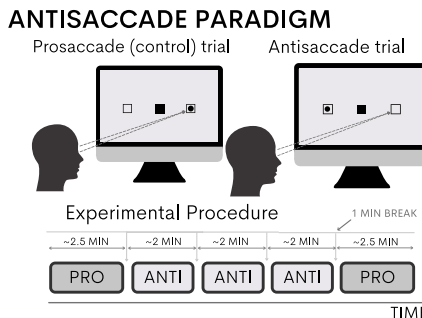 ANTISACCADE PARADIGM
Prosaccade (control) trial Antisaccade trial
Experimental Procedure
1 MIN BREAK
~2.5 MIN ~2 MIN ~2 MIN ~2 MIN ~2.5 MIN
PRO ANTI ANTI ANTI PRO
TIM